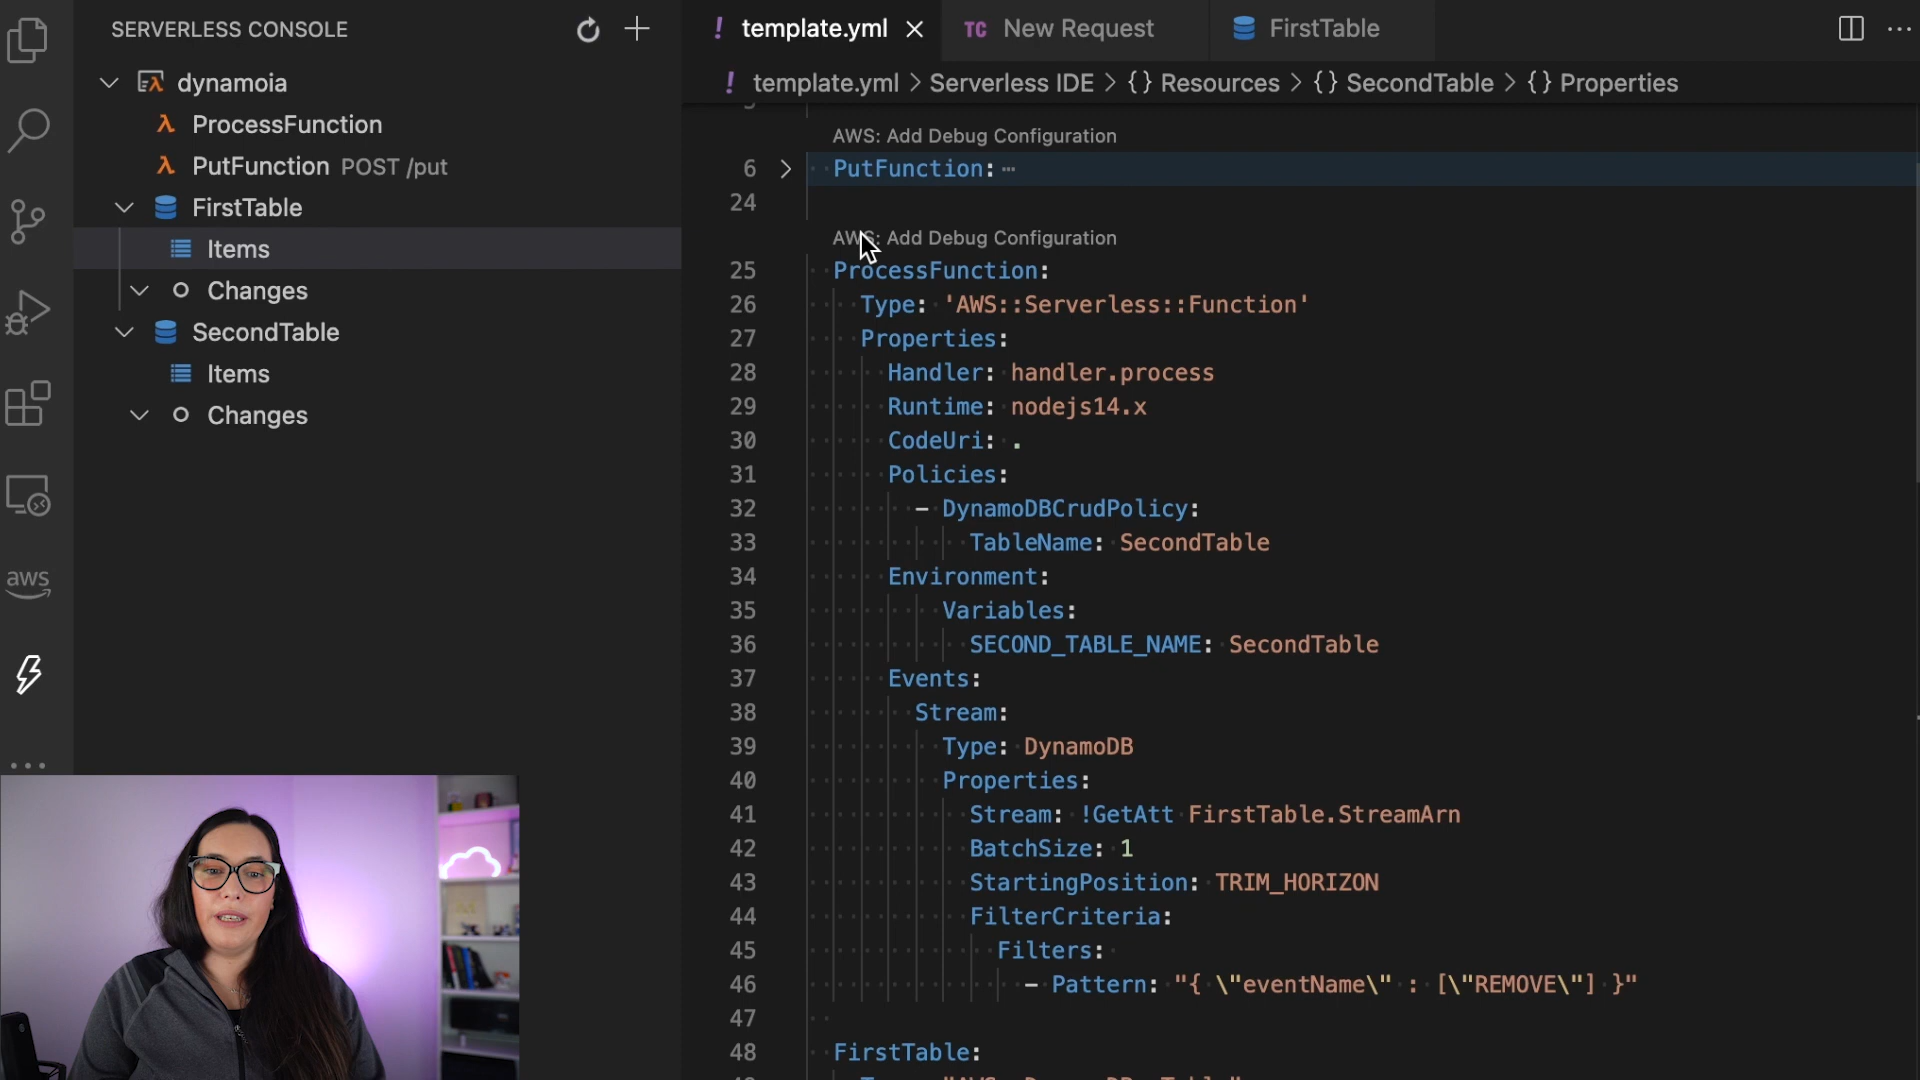 SERVERLESS CONSOLE
dynamoia
ProcessFunction
PutFunction POST /put
FirstTable
Items
Changes
SecondTable
Items
Changes
aws
! template.yml
TC New Request
FirstTable
! template.yml > Serverless IDE > {} Resources > {} SecondTable > {} Properties
AWS: Add Debug Configuration
6 PutFunction: …
24
AWS: Add Debug Configuration
25 ProcessFunction:
26 Type: 'AWS::Serverless::Function'
27 Properties:
28 Handler: handler.process
29 Runtime: nodejs14.x
30 CodeUri: .
31 Policies:
32 - DynamoDBCrudPolicy:
33 TableName: SecondTable
34 Environment:
35 Variables:
36 SECOND_TABLE_NAME: SecondTable
37 Events:
38 Stream:
39 Type: DynamoDB
40 Properties:
41 Stream: !GetAtt FirstTable.StreamArn
42 BatchSize: 1
43 StartingPosition: TRIM_HORIZON
44 FilterCriteria:
45 Filters:
46 - Pattern: "{ \"eventName\" : [\"REMOVE\"] }"
47
48 FirstTable: